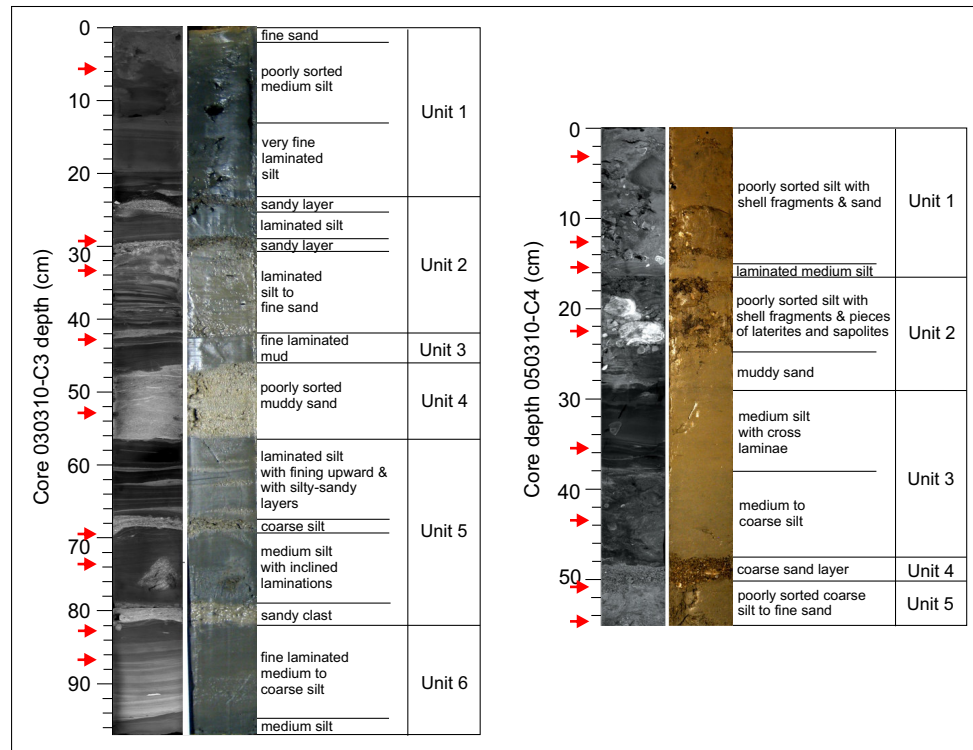 Core 030310-C3 depth (cm)
0
10
20
30
40
50
60
70
80
90
fine sand
poorly sorted
medium silt
very fine
laminated
silt
Unit 1
sandy layer
laminated silt
sandy layer
laminated
silt to
fine sand
Unit 2
fine laminated
mud
Unit 3
poorly sorted
muddy sand
Unit 4
laminated silt
with fining upward &
with silty-sandy
layers
coarse silt
medium silt
with inclined
laminations
sandy clast
Unit 5
fine laminated
medium to
coarse silt
medium silt
Unit 6
Core depth 050310-C4 (cm)
0
10
20
30
40
50
poorly sorted silt with
shell fragments & sand
laminated medium silt
Unit 1
poorly sorted silt with
shell fragments & pieces
of laterites and sapolites
muddy sand
Unit 2
medium silt
with cross
laminae
medium to
coarse silt
Unit 3
coarse sand layer
Unit 4
poorly sorted coarse
silt to fine sand
Unit 5